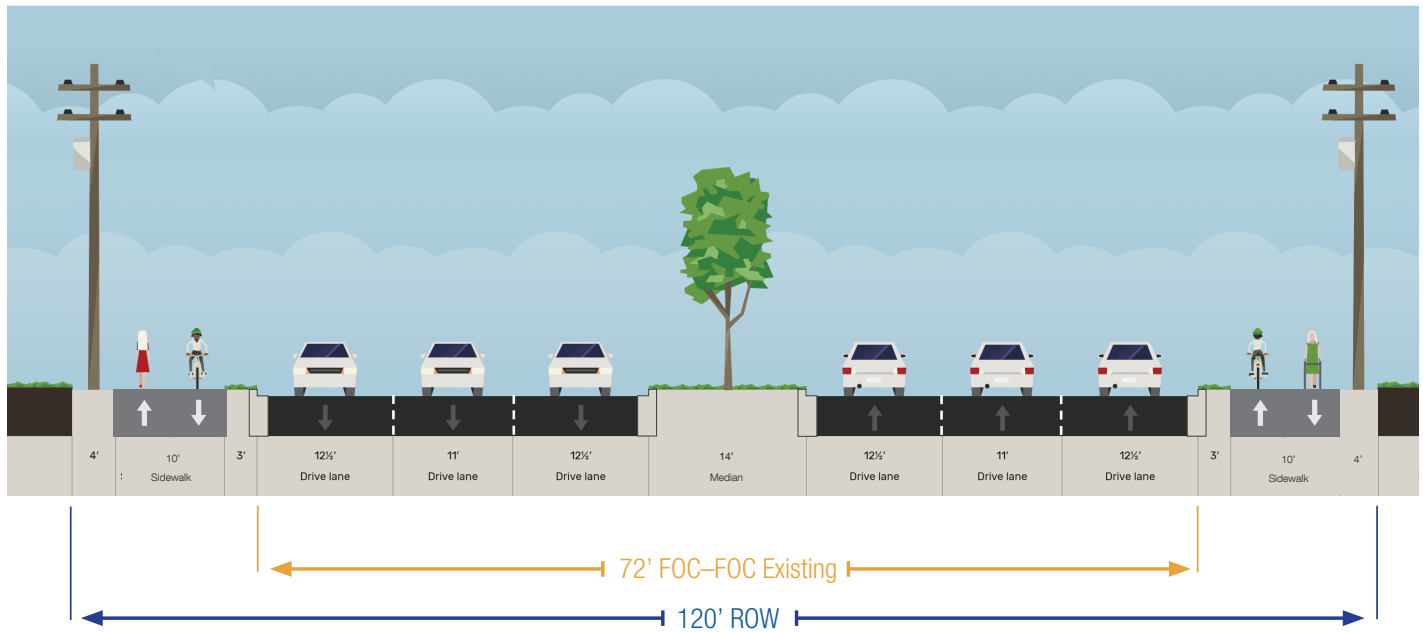 4’
10’
Sidewalk
3’
12½’
Drive lane
11’
Drive lane
12½’
Drive lane
14’
Median
12½’
Drive lane
11’
Drive lane
12½’
Drive lane
3’
10’
Sidewalk
4’
72’ FOC–FOC Existing
120’ ROW